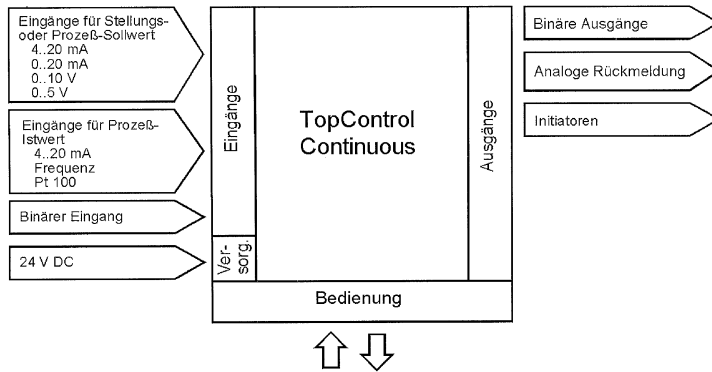 Eingänge für Stellungs-
oder Prozeß-Sollwert
4..20 mA
0..20 mA
0..10 V
0..5 V
Eingänge für Prozeß-
Istwert
4..20 mA
Frequenz
Pt 100
Binärer Eingang
24 V DC
Eingänge
Ver-
sorg.
TopControl
Continuous
Ausgänge
Bedienung
Binäre Ausgänge
Analoge Rückmeldung
Initiatoren